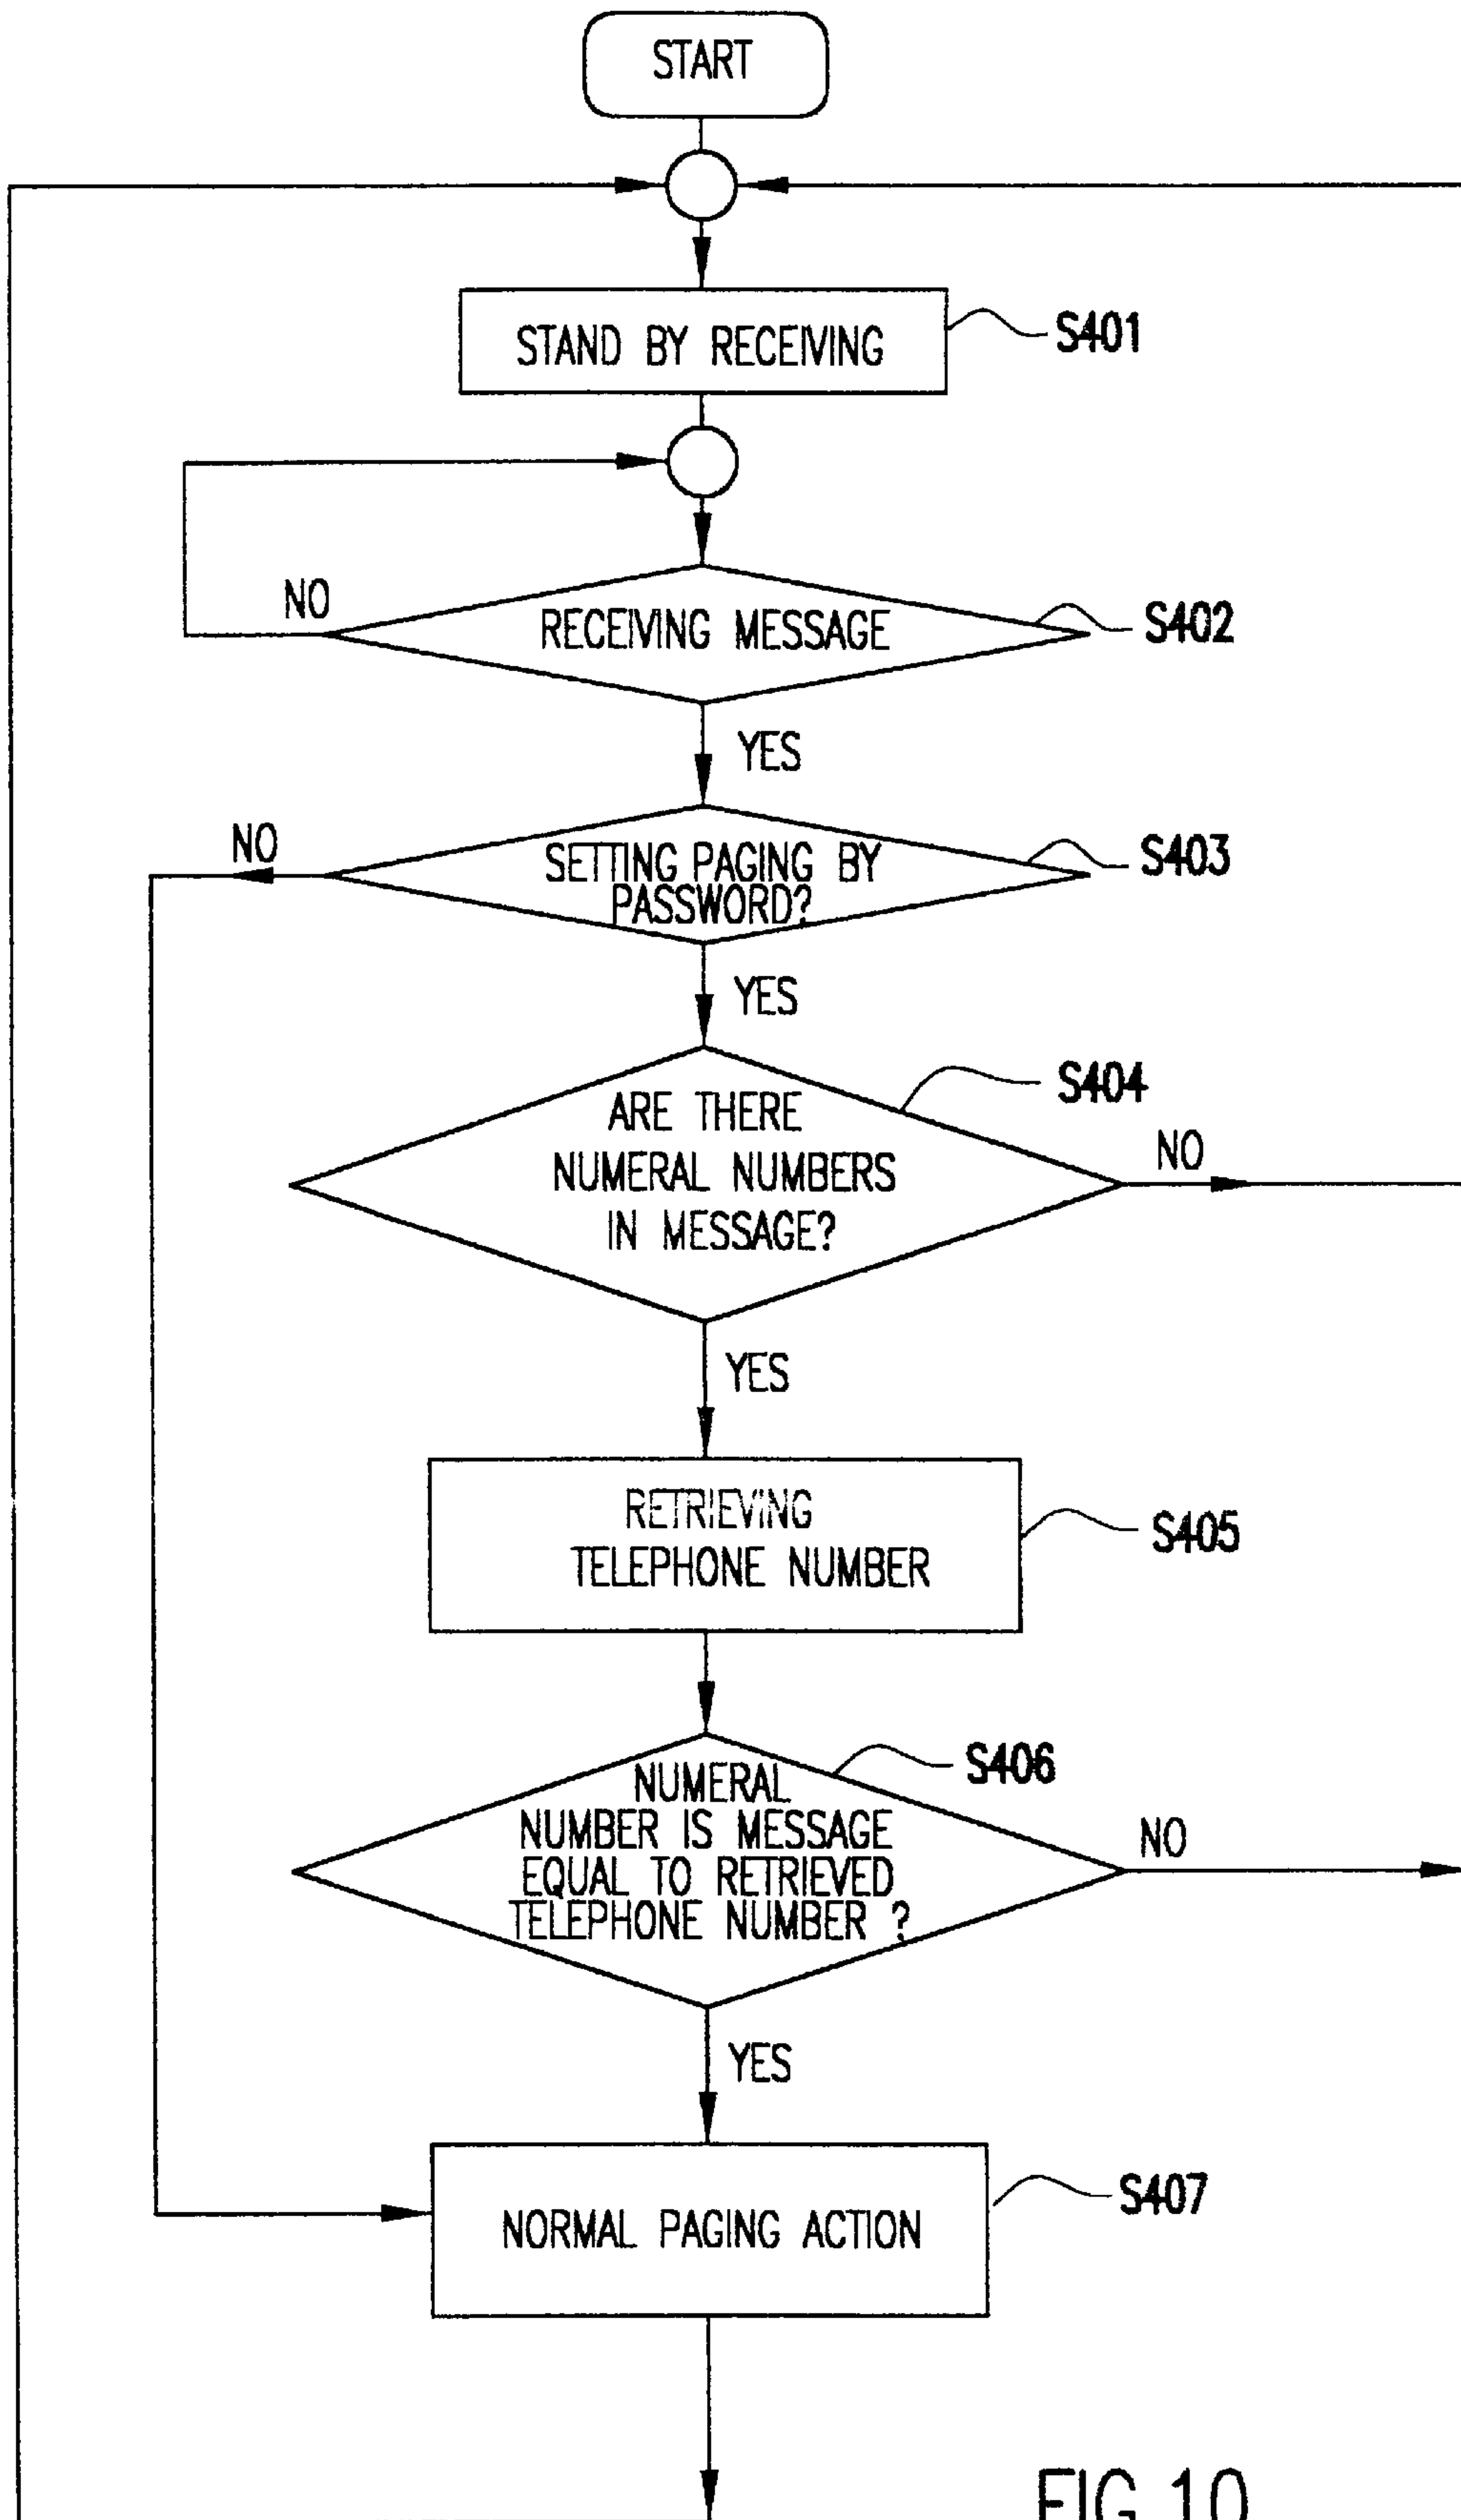 START
STAND BY RECEIVING
S401
NO
RECEIVING MESSAGE
S402
YES
NO
SETTING PAGING BY
PASSWORD?
S403
YES
ARE THERE
NUMERAL NUMBERS
IN MESSAGE?
S404
NO
YES
RETRIEVING
TELEPHONE NUMBER
S405
NUMERAL
NUMBER IS MESSAGE
EQUAL TO RETRIEVED
TELEPHONE NUMBER ?
S406
NO
YES
NORMAL PAGING ACTION
S407
FIG.10